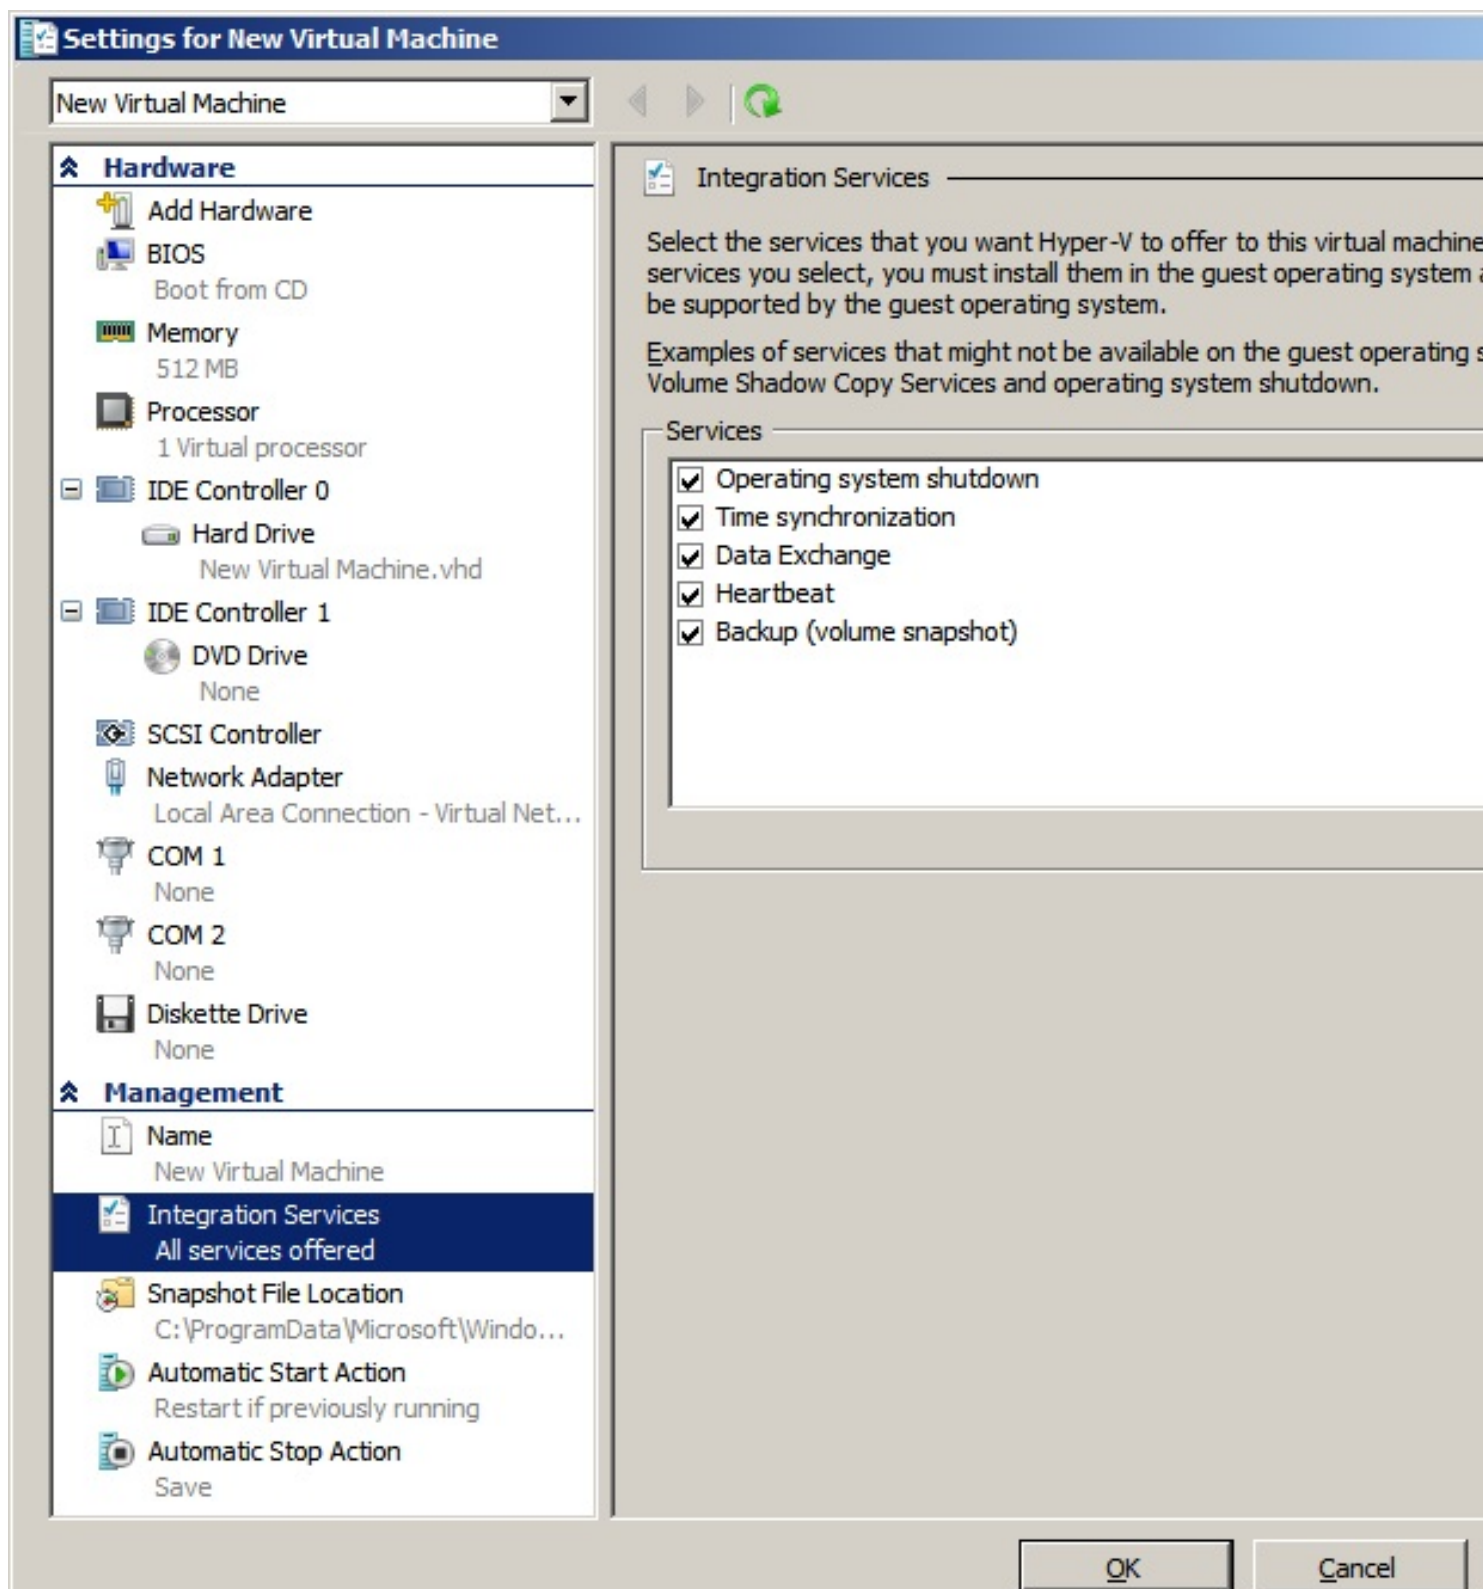 Settings for New Virtual Machine
New Virtual Machine
Hardware
Add Hardware
BIOS
Boot from CD
Memory
512 MB
Processor
1 Virtual processor
IDE Controller 0
Hard Drive
New Virtual Machine.vhd
IDE Controller 1
DVD Drive
None
SCSI Controller
Network Adapter
Local Area Connection - Virtual Net...
COM 1
None
COM 2
None
Diskette Drive
None
Management
Name
New Virtual Machine
Integration Services
All services offered
Snapshot File Location
C:\ProgramData\Microsoft\Windo...
Automatic Start Action
Restart if previously running
Automatic Stop Action
Save
Integration Services
Select the services that you want Hyper-V to offer to this virtual machine
services you select, you must install them in the guest operating system
be supported by the guest operating system.
Examples of services that might not be available on the guest operating
Volume Shadow Copy Services and operating system shutdown.
Services
Operating system shutdown
Time synchronization
Data Exchange
Heartbeat
Backup (volume snapshot)
OK
Cancel